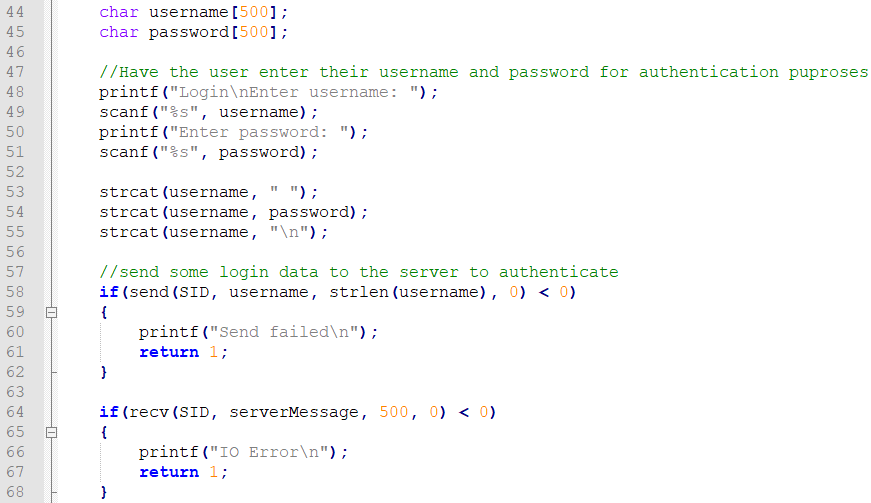 44 char username[500];
45 char password[500];
46
47 //Have the user enter their username and password for authentication puproses
48 printf("Login\nEnter username: ");
49 scanf("%s", username);
50 printf("Enter password: ");
51 scanf("%s", password);
52
53 strcat(username, " ");
54 strcat(username, password);
55 strcat(username, "\n");
56
57 //send some login data to the server to authenticate
58 if(send(SID, username, strlen(username), 0) < 0)
59 {
60 printf("Send failed\n");
61 return 1;
62 }
63
64 if(recv(SID, serverMessage, 500, 0) < 0)
65 {
66 printf("IO Error\n");
67 return 1;
68 }